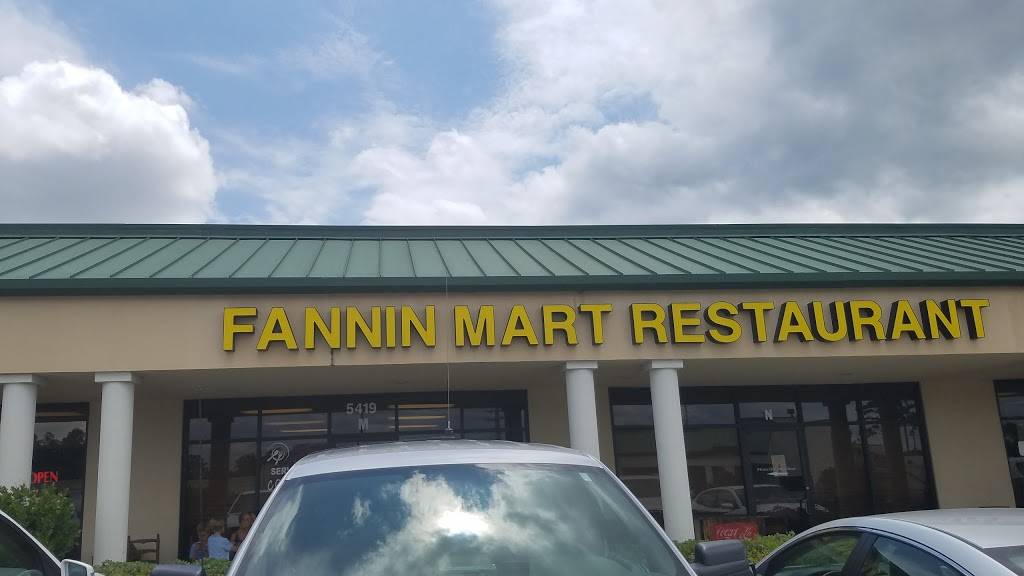 FANNIN MART RESTAURANT
5419
M
N
OPEN